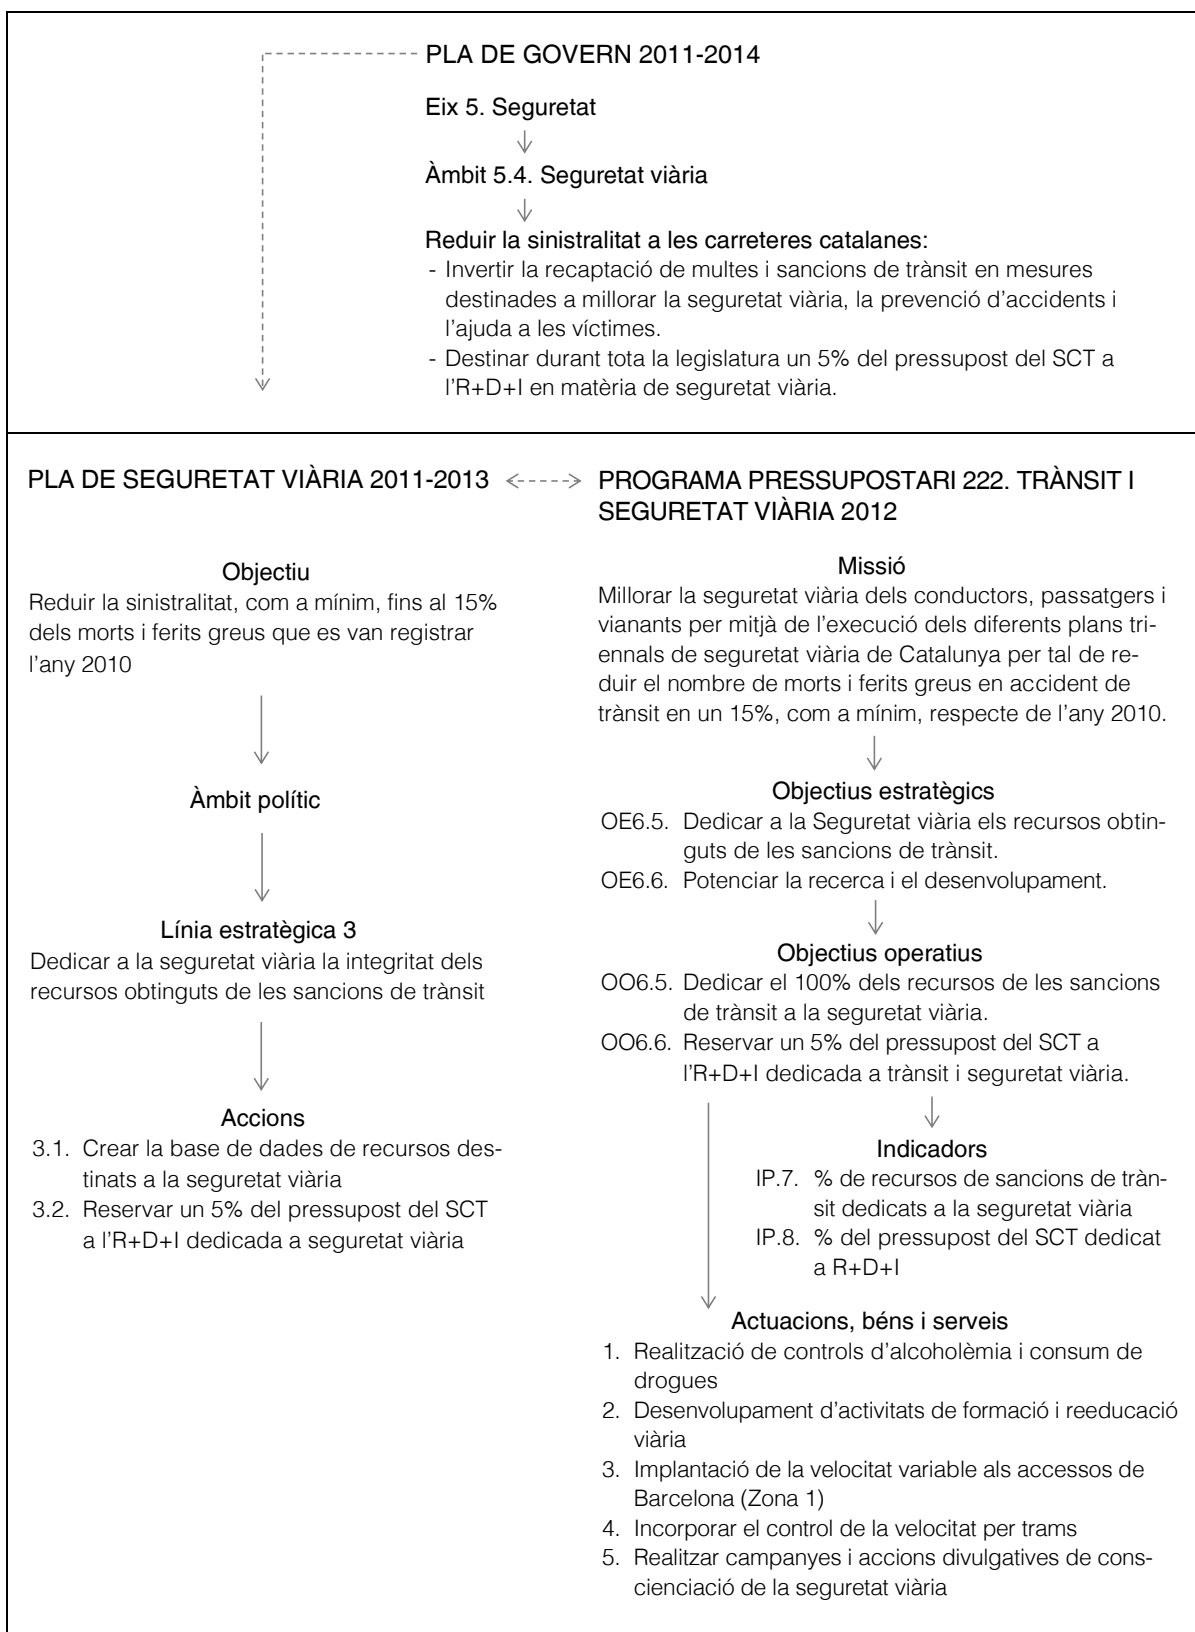 PLA DE GOVERN 2011-2014
Eix 5. Seguretat
Àmbit 5.4. Seguretat viària
Reduir la sinistralitat a les carreteres catalanes:
- Invertir la recaptació de multes i sancions de trànsit en mesures
destinades a millorar la seguretat viària, la prevenció d'accidents i
l'ajuda a les víctimes.
- Destinar durant tota la legislatura un 5% del pressupost del SCT a
l'R+D+I en matèria de seguretat viària.
PLA DE SEGURETAT VIÀRIA 2011-2013
Objectiu
Reduir la sinistralitat, com a mínim, fins al 15%
dels morts i ferits greus que es van registrar
l'any 2010
Àmbit polític
Línia estratègica 3
Dedicar a la seguretat viària la integritat dels
recursos obtinguts de les sancions de trànsit
Accions
3.1. Crear la base de dades de recursos des-
tinats a la seguretat viària
3.2. Reservar un 5% del pressupost del SCT
a l'R+D+I dedicada a seguretat viària
PROGRAMA PRESSUPOSTARI 222. TRÀNSIT I
SEGURETAT VIÀRIA 2012
Missió
Millorar la seguretat viària dels conductors, passatgers i
vianants per mitjà de l'execució dels diferents plans tri-
ennals de seguretat viària de Catalunya per tal de re-
duir el nombre de morts i ferits greus en accident de
trànsit en un 15%, com a mínim, respecte de l'any 2010.
Objectius estratègics
OE6.5. Dedicar a la Seguretat viària els recursos obtin-
guts de les sancions de trànsit.
OE6.6. Potenciar la recerca i el desenvolupament.
Objectius operatius
OO6.5. Dedicar el 100% dels recursos de les sancions
de trànsit a la seguretat viària.
OO6.6. Reservar un 5% del pressupost del SCT a
l'R+D+I dedicada a trànsit i seguretat viària.
Indicadors
IP.7. % de recursos de sancions de tràn-
sit dedicats a la seguretat viària
IP.8. % del pressupost del SCT dedicat
a R+D+I
Actuacions, béns i serveis
1. Realització de controls d'alcoholèmia i consum de
drogues
2. Desenvolupament d'activitats de formació i reeducació
viària
3. Implantació de la velocitat variable als accessos de
Barcelona (Zona 1)
4. Incorporar el control de la velocitat per trams
5. Realitzar campanyes i accions divulgatives de cons-
cienciació de la seguretat viària